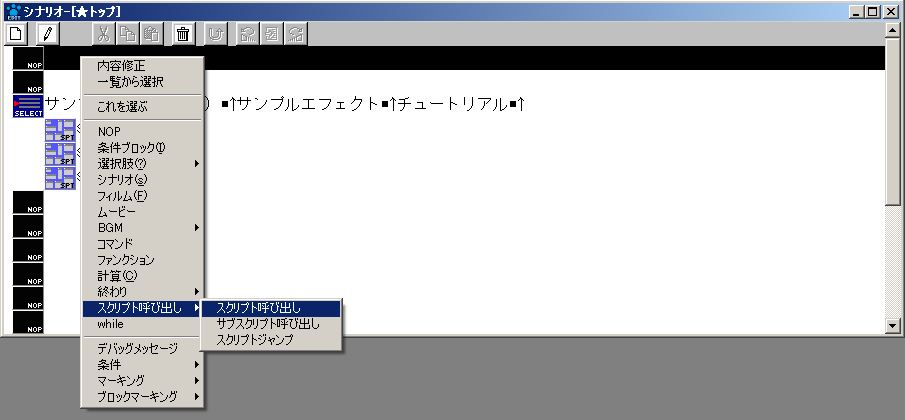 シナリオ-[★トップ]
EDIT
NOP
NOP
SELECT サン ) ■↑サンプルエフェクト■↑チュートリアル■↑
SPT
SPT
SPT
NOP
NOP
NOP
NOP
NOP
NOP
内容修正
一覧から選択
これを選ぶ
NOP
条件ブロック(I)
選択肢(?)
シナリオ(s)
フィルム(F)
ムービー
BGM
コマンド
ファンクション
計算(C)
終わり
スクリプト呼び出し
while
デバッグメッセージ
条件
マーキング
ブロックマーキング
スクリプト呼び出し
サブスクリプト呼び出し
スクリプトジャンプ